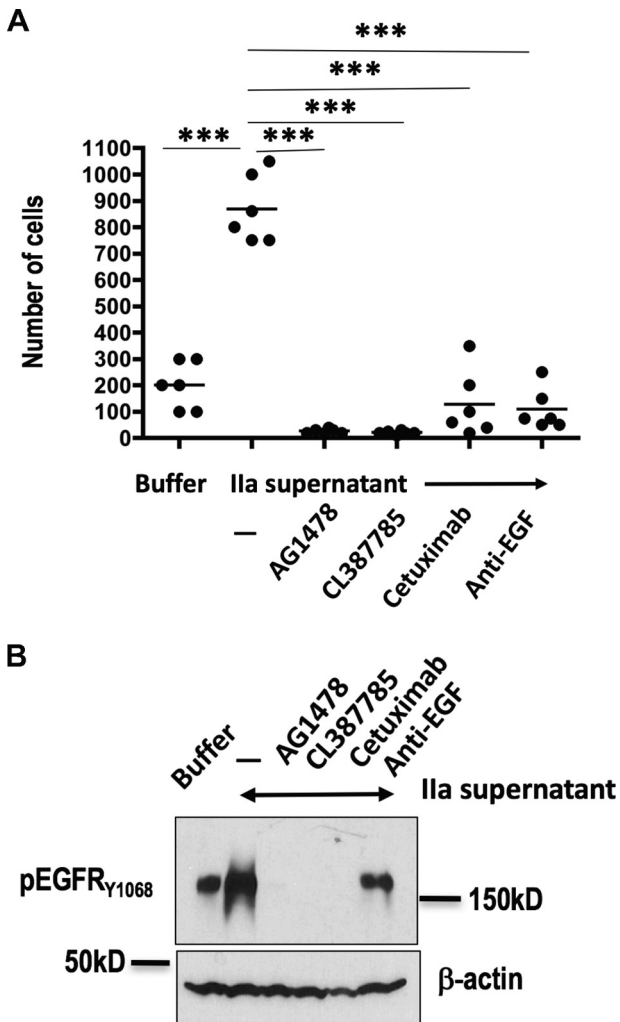 A
***
***
***
*** ***
1100
1000
900
800
700
600
500
400
300
200
100
0
Number of cells
Buffer IIa supernatant
—
AG1478
CL387785
Cetuximab
Anti-EGF
B
Buffer
—
AG1478
CL387785
Cetuximab
Anti-EGF
IIa supernatant
pEGFRY1068
150kD
50kD
β-actin